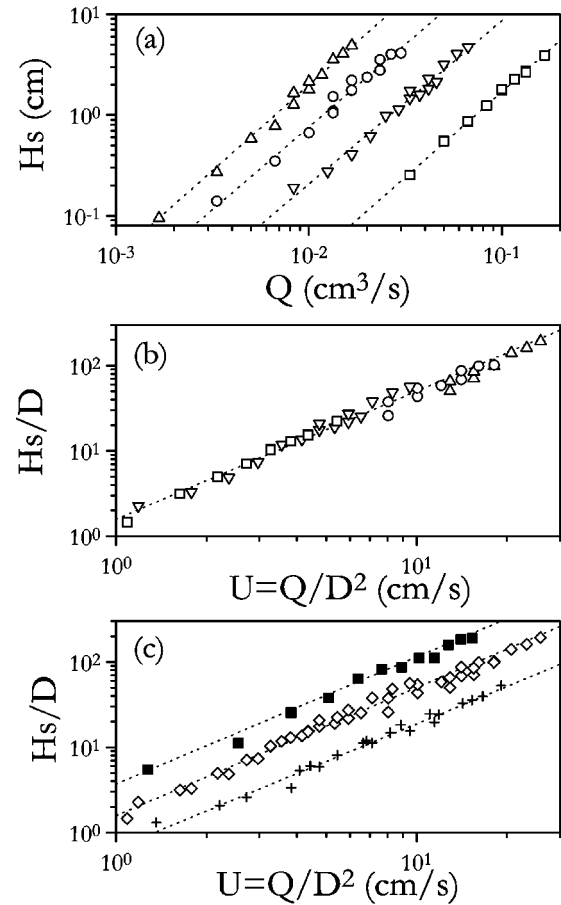 (a)
10¹
10⁰
10⁻¹
Hs (cm)
10⁻³
10⁻²
10⁻¹
Q (cm³/s)
(b)
10²
10¹
10⁰
Hs/D
10⁰
10¹
U=Q/D² (cm/s)
(c)
10²
10¹
10⁰
Hs/D
10⁰
10¹
U=Q/D² (cm/s)